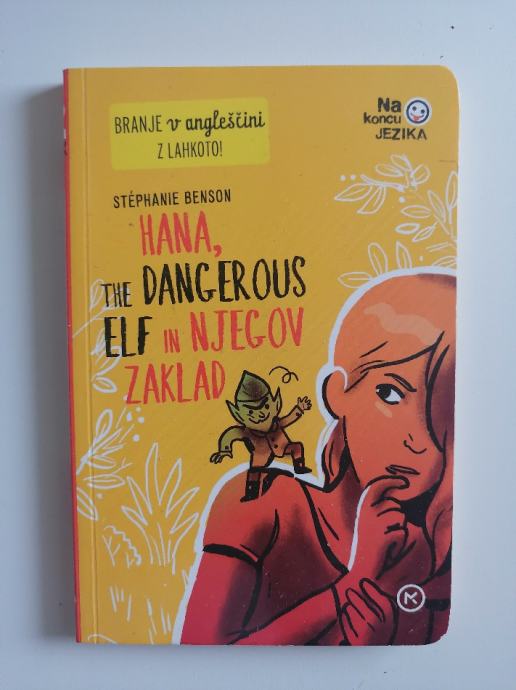 BRANJE v angleščini
Z LAHKOTO!
Na
koncu
JEZIKA
STÉPHANIE BENSON
HANA,
THE DANGEROUS
ELF IN NJEGOV
ZAKLAD
K